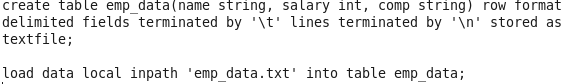 create table emp_data(name string, salary int, comp string) row format
delimited fields terminated by '\t' lines terminated by '\n' stored as
textfile;
load data local inpath 'emp_data.txt' into table emp_data;